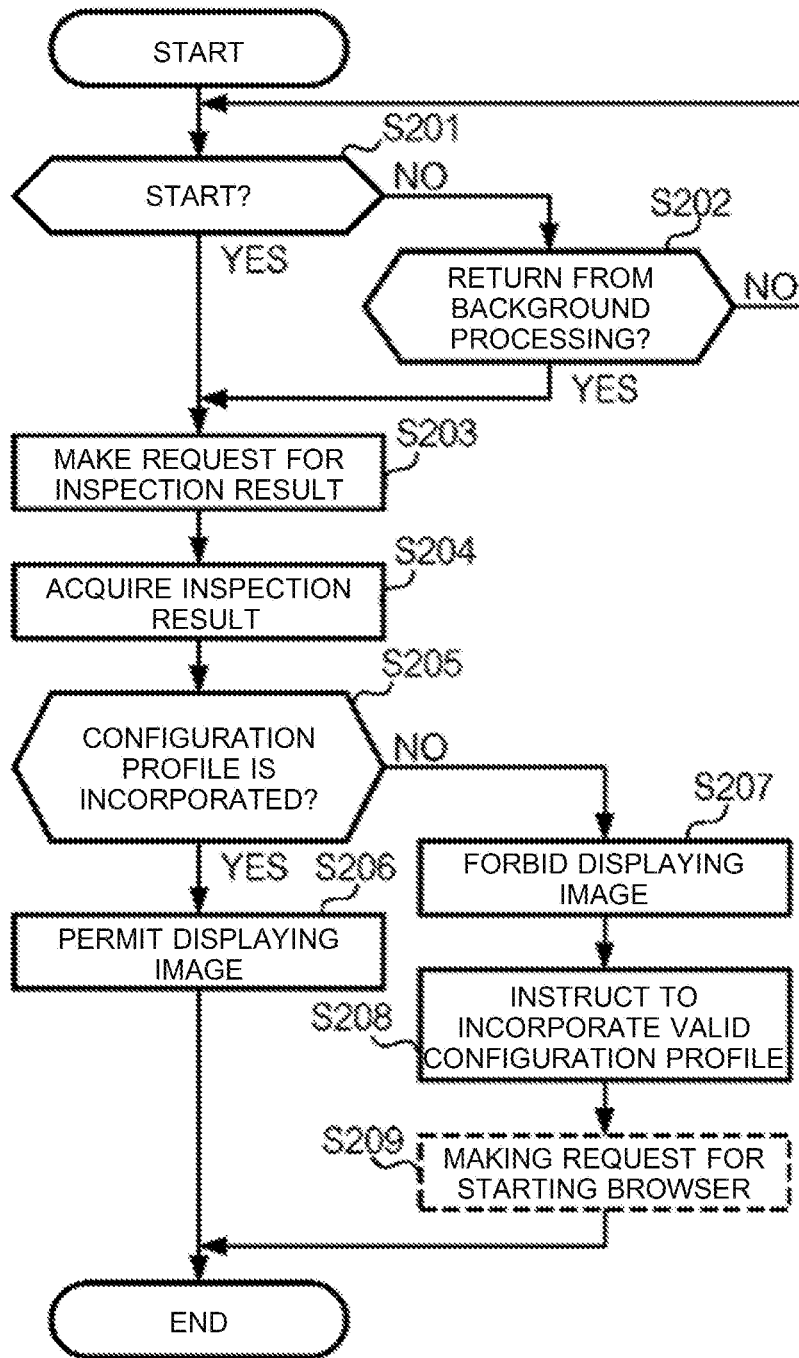 START
S201
START?
NO
S202
YES
RETURN FROM
BACKGROUND
PROCESSING?
NO
YES
S203
MAKE REQUEST FOR
INSPECTION RESULT
S204
ACQUIRE INSPECTION
RESULT
S205
CONFIGURATION
PROFILE IS
INCORPORATED?
NO
S207
YES
S206
FORBID DISPLAYING
IMAGE
PERMIT DISPLAYING
IMAGE
S208
INSTRUCT TO
INCORPORATE VALID
CONFIGURATION PROFILE
S209
MAKING REQUEST FOR
STARTING BROWSER
END